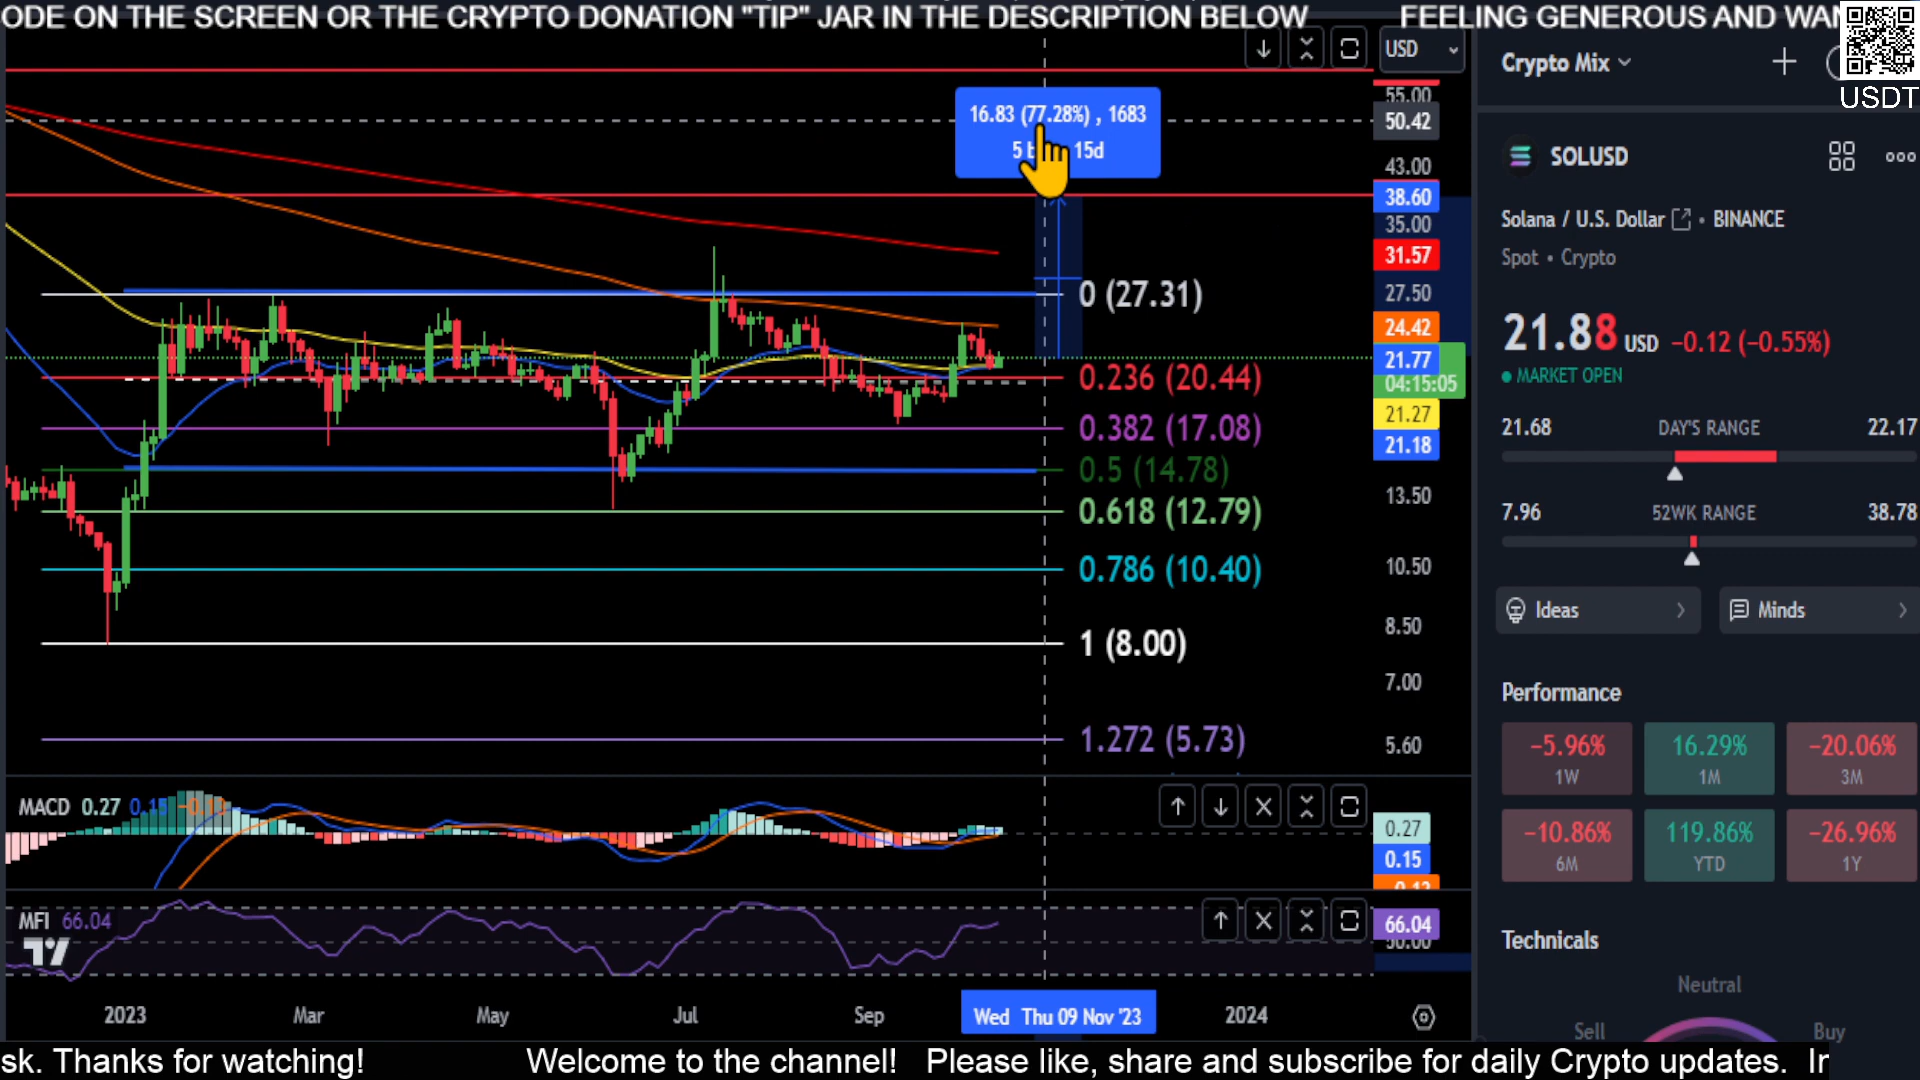 ODE ON THE SCREEN OR THE CRYPTO DONATION "TIP" JAR IN THE DESCRIPTION BELOW FEELING GENEROUS AND WAN
USD
Crypto Mix
USDT
55.00
16.83 (77.28%) , 1683
50.42
5 b 15d
SOLUSD
43.00
38.60
Solana / U.S. Dollar • BINANCE
35.00
31.57
Spot • Crypto
0 (27.31)
27.50
24.42
21.88 USD −0.12 (−0.55%)
21.77
0.236 (20.44)
04:15:05
MARKET OPEN
21.27
0.382 (17.08)
21.18
21.68 DAY'S RANGE 22.17
0.5 (14.78)
13.50
0.618 (12.79)
7.96 52WK RANGE 38.78
0.786 (10.40)
10.50
Ideas Minds
8.50
1 (8.00)
7.00
Performance
1.272 (5.73)
5.60
−5.96% 16.29% −20.06%
1W 1M 3M
MACD 0.27 0.15
0.27
−10.86% 119.86% −26.96%
0.15
6M YTD 1Y
MFI 66.04
66.04
50.00
Technicals
Neutral
2023 Mar May Jul Sep Wed Thu 09 Nov '23 2024
Sell Buy
sk. Thanks for watching! Welcome to the channel! Please like, share and subscribe for daily Crypto updates. In